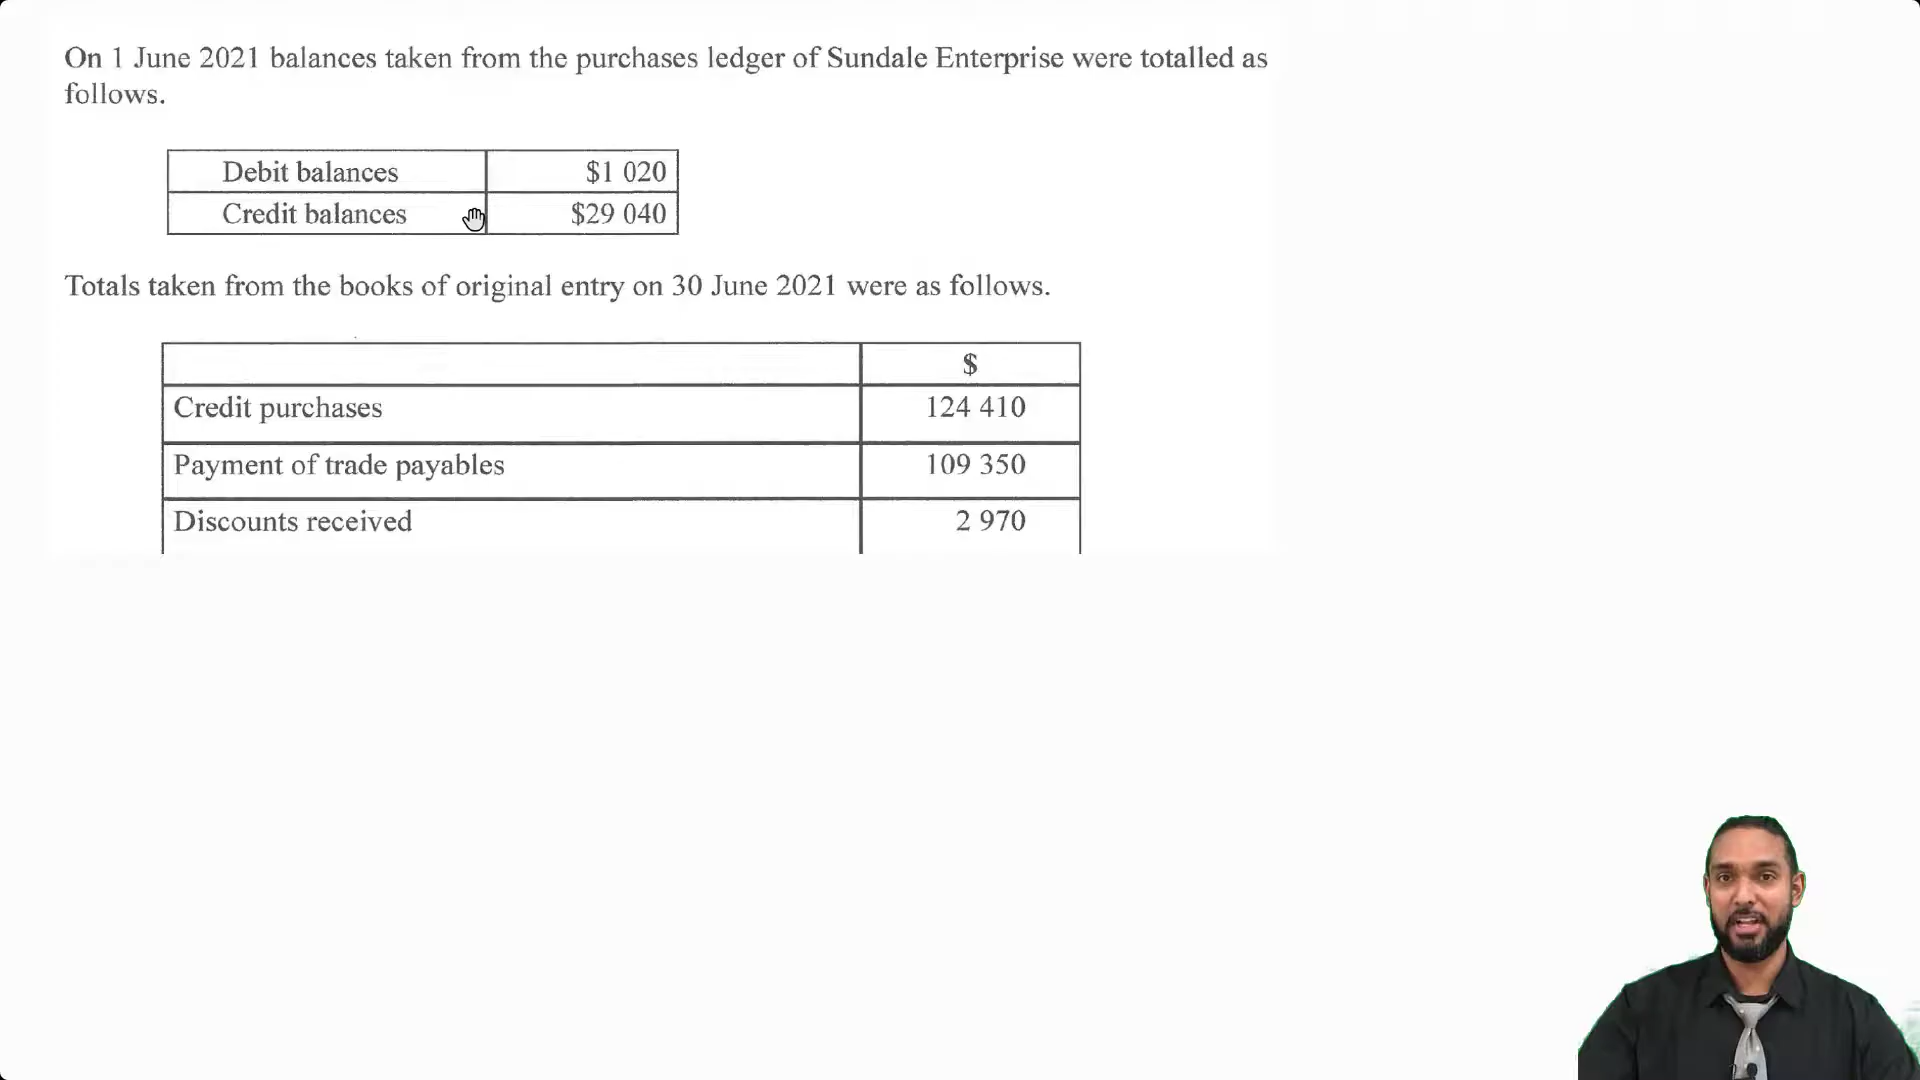 On 1 June 2021 balances taken from the purchases ledger of Sundale Enterprise were totalled as
follows.
Debit balances $1 020
Credit balances $29 040
Totals taken from the books of original entry on 30 June 2021 were as follows.
$
Credit purchases 124 410
Payment of trade payables 109 350
Discounts received 2 970